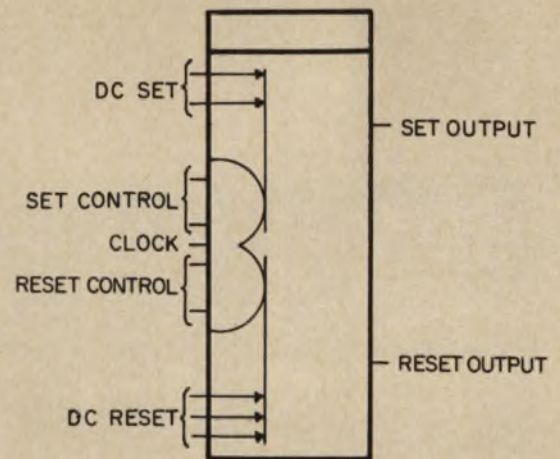 DC SET
SET OUTPUT
SET CONTROL
CLOCK
RESET CONTROL
RESET OUTPUT
DC RESET